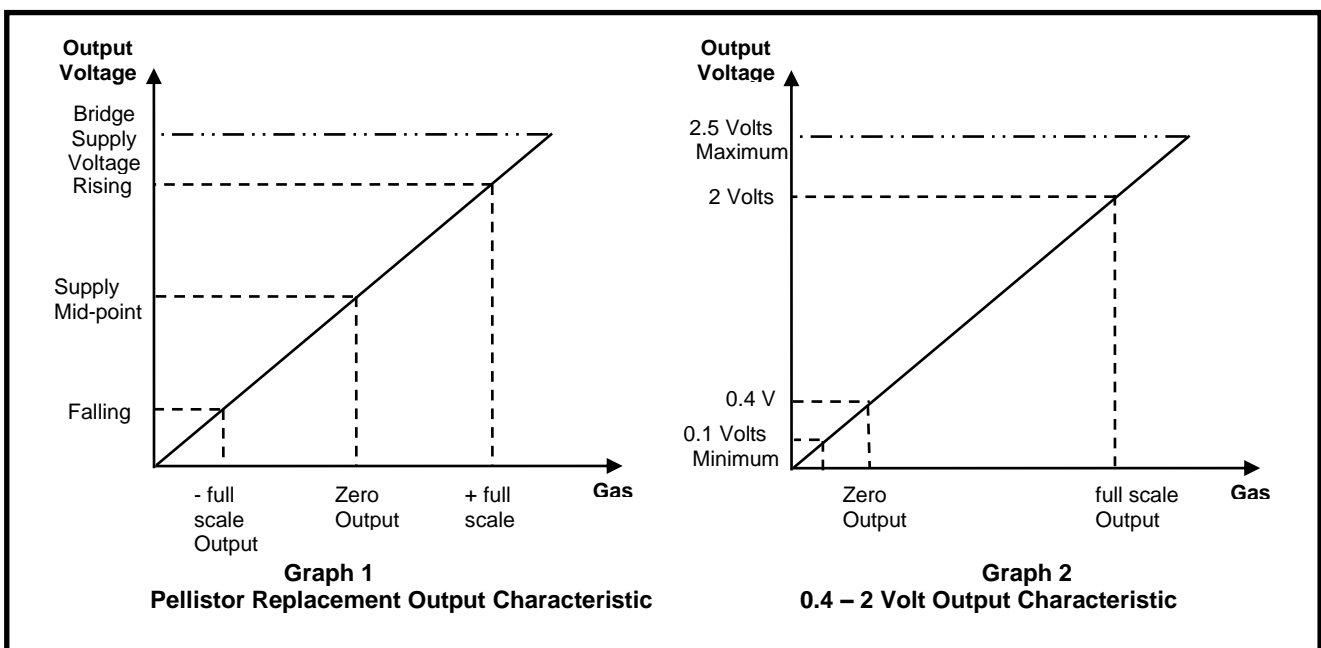 Output
Voltage
Bridge
Supply
Voltage
Rising
Supply
Mid-point
Falling
- full
scale
Output
Zero
Output
+ full
scale
Gas
Graph 1
Pellistor Replacement Output Characteristic
Output
Voltage
2.5 Volts
Maximum
2 Volts
0.4 V
0.1 Volts
Minimum
Zero
Output
full scale
Output
Gas
Graph 2
0.4 – 2 Volt Output Characteristic